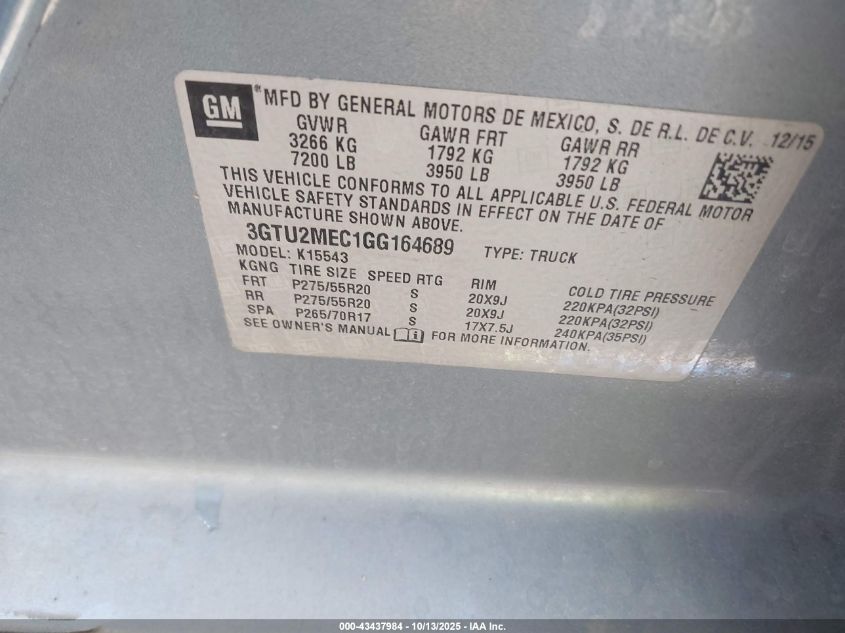 GM ® MFD BY GENERAL MOTORS DE MEXICO, S. DE R.L. DE C.V. 12/15
GVWR GAWR FRT GAWR RR
3266 KG 1792 KG 1792 KG
7200 LB 3950 LB 3950 LB
THIS VEHICLE CONFORMS TO ALL APPLICABLE U.S. FEDERAL MOTOR
VEHICLE SAFETY STANDARDS IN EFFECT ON THE DATE OF
MANUFACTURE SHOWN ABOVE.
3GTU2MEC1GG164689 TYPE: TRUCK
MODEL: K15543
KGNG TIRE SIZE SPEED RTG RIM COLD TIRE PRESSURE
FRT P275/55R20 S 20X9J 220KPA(32PSI)
RR P275/55R20 S 20X9J 220KPA(32PSI)
SPA P265/70R17 S 17X7.5J 240KPA(35PSI)
SEE OWNER'S MANUAL i FOR MORE INFORMATION.
000-43437984 | 10/13/2025 - IAA Inc.